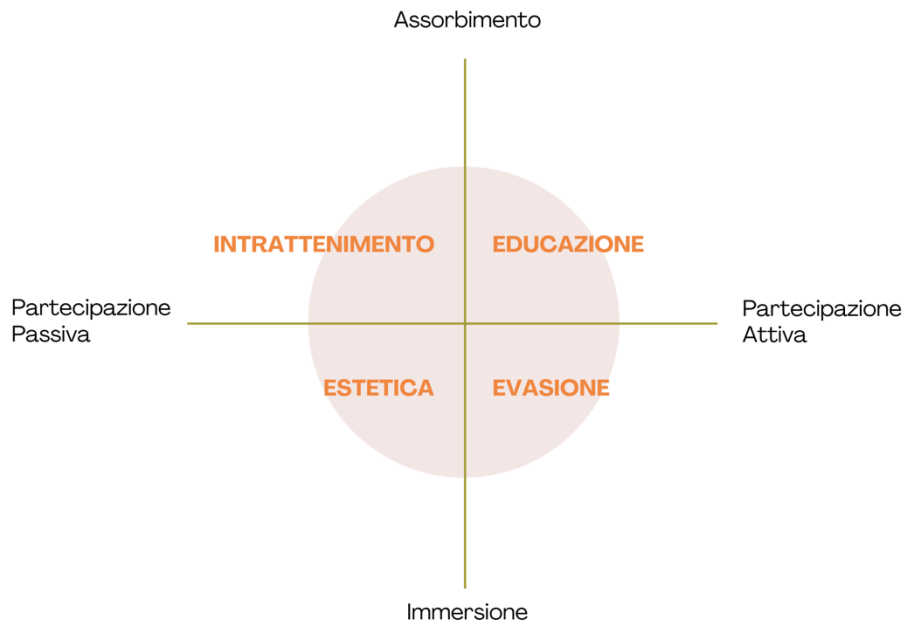 Assorbimento
INTRATTENIMENTO
EDUCAZIONE
Partecipazione
Passiva
Partecipazione
Attiva
ESTETICA
EVASIONE
Immersione